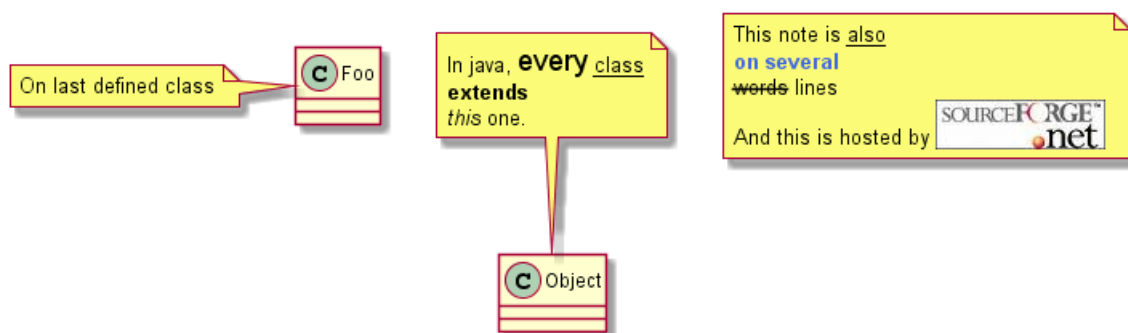 On last defined class
C Foo
In java, every class
extends
this one.
C Object
This note is also
on several
words lines
And this is hosted by SOURCEFORGE™
.net